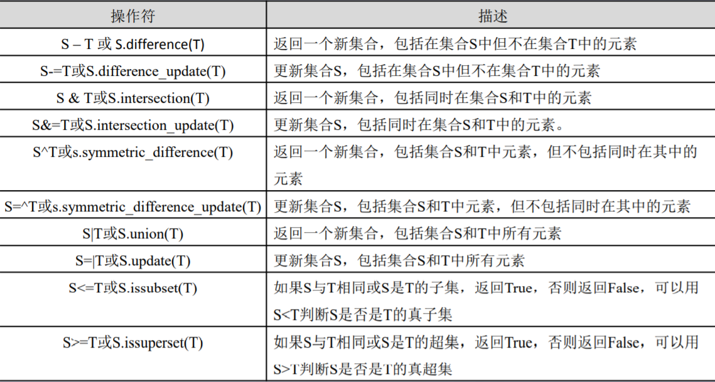 操作符 描述
S – T 或 S.difference(T) 返回一个新集合，包括在集合S中但不在集合T中的元素
S-=T或S.difference_update(T) 更新集合S，包括在集合S中但不在集合T中的元素
S & T或S.intersection(T) 返回一个新集合，包括同时在集合S和T中的元素
S&=T或S.intersection_update(T) 更新集合S，包括同时在集合S和T中的元素。
S^T或s.symmetric_difference(T) 返回一个新集合，包括集合S和T中元素，但不包括同时在其中的
元素
S=^T或s.symmetric_difference_update(T) 更新集合S，包括集合S和T中元素，但不包括同时在其中的元素
S|T或S.union(T) 返回一个新集合，包括集合S和T中所有元素
S=|T或S.update(T) 更新集合S，包括集合S和T中所有元素
S<=T或S.issubset(T) 如果S与T相同或S是T的子集，返回True，否则返回False，可以用
S<T判断S是否是T的真子集
S>=T或S.issuperset(T) 如果S与T相同或S是T的超集，返回True，否则返回False，可以用
S>T判断S是否是T的真超集